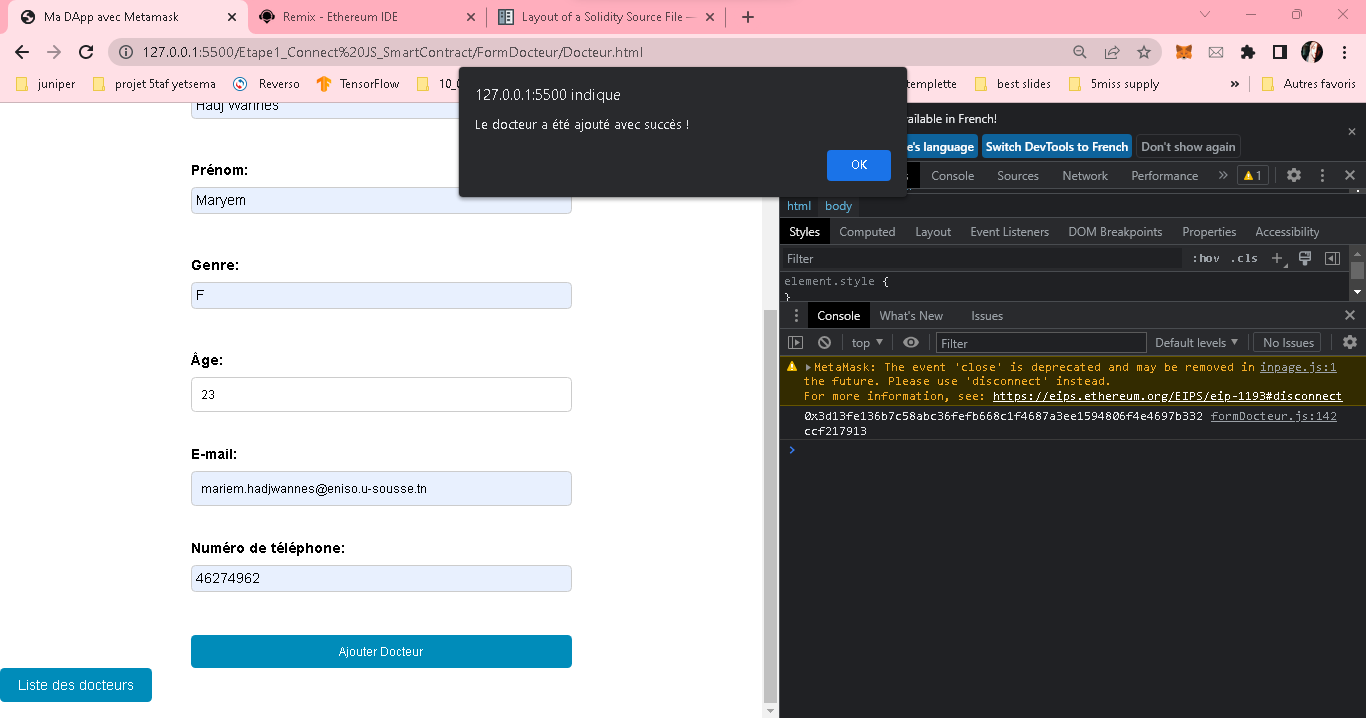 Ma DApp avec Metamask
Remix - Ethereum IDE
Layout of a Solidity Source File —
127.0.0.1:5500/Etape1_Connect%20JS_SmartContract/FormDocteur/Docteur.html
juniper
projet 5taf yetsema
Reverso
TensorFlow
templette
best slides
5miss supply
»
Autres favoris
127.0.0.1:5500 indique
Le docteur a été ajouté avec succès !
OK
Hadj Wannes
Prénom:
Maryem
Genre:
F
Âge:
23
E-mail:
mariem.hadjwannes@eniso.u-sousse.tn
Numéro de téléphone:
46274962
Ajouter Docteur
Liste des docteurs
available in French!
e's language
Switch DevTools to French
Don't show again
Console
Sources
Network
Performance
»
1
html
body
Styles
Computed
Layout
Event Listeners
DOM Breakpoints
Properties
Accessibility
Filter
:hov
.cls
element.style {
}
Console
What's New
Issues
top
Filter
Default levels
No Issues
MetaMask: The event 'close' is deprecated and may be removed in inpage.js:1
the future. Please use 'disconnect' instead.
For more information, see: https://eips.ethereum.org/EIPS/eip-1193#disconnect
0x3d13fe136b7c58abc36fefb668c1f4687a3ee1594806f4e4697b332 formDocteur.js:142
ccf217913